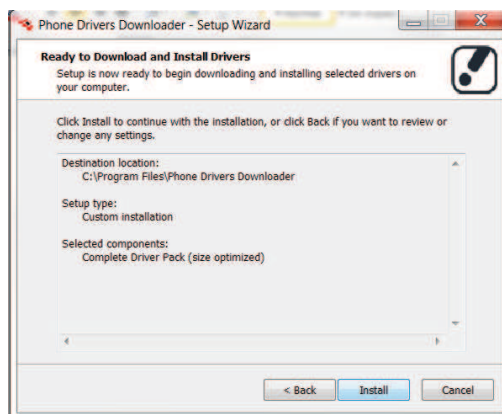 Phone Drivers Downloader - Setup Wizard
Ready to Download and Install Drivers
Setup is now ready to begin downloading and installing selected drivers on
your computer.
Click Install to continue with the installation, or click Back if you want to review or
change any settings.
Destination location:
C:\Program Files\Phone Drivers Downloader
Setup type:
Custom installation
Selected components:
Complete Driver Pack (size optimized)
< Back
Install
Cancel